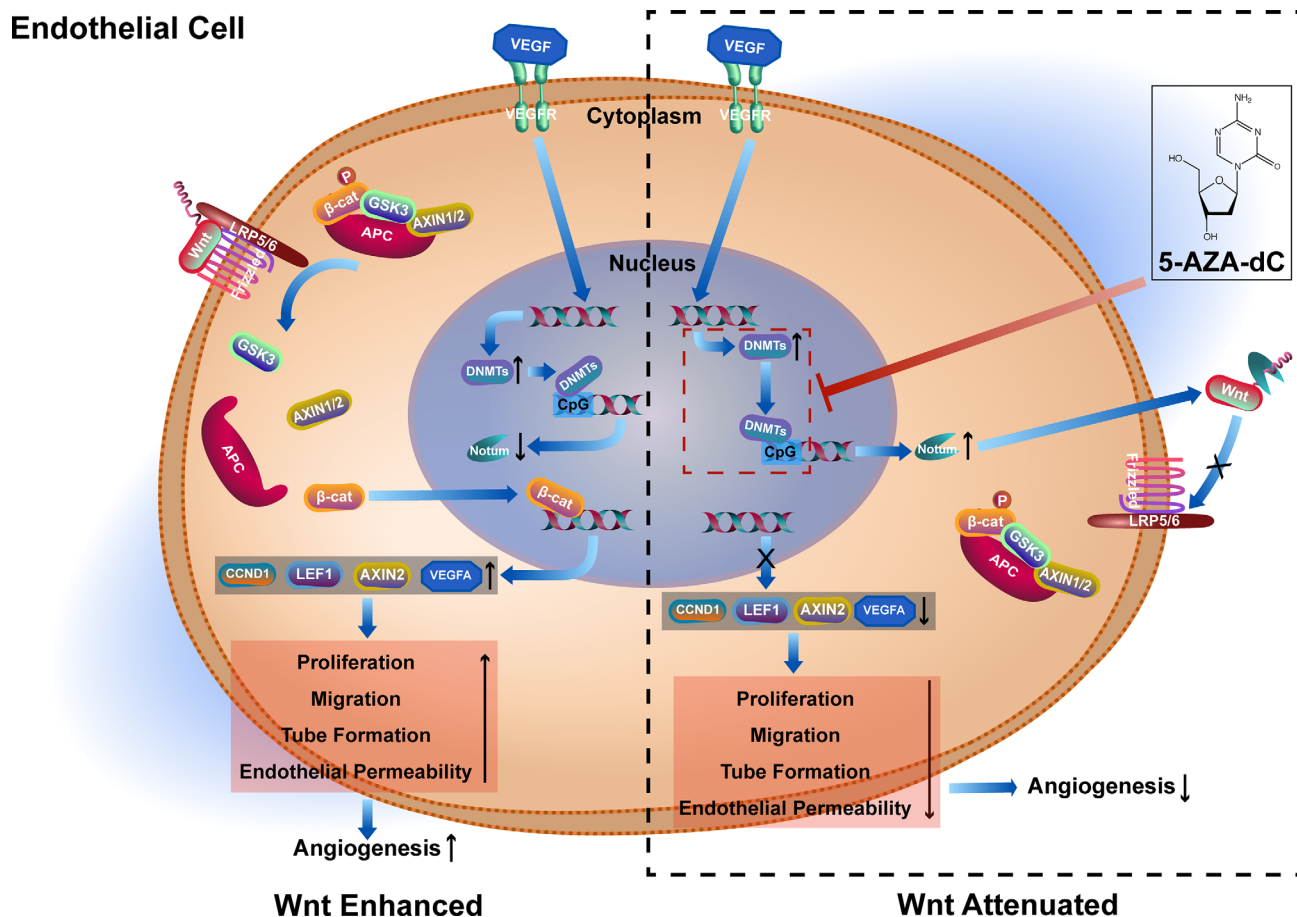 Endothelial Cell
VEGF
VEGFR
VEGF
VEGFR
Cytoplasm
Nucleus
P
β-cat
GSK3
AXIN1/2
APC
LRP5/6
Wnt
Frizzled
GSK3
AXIN1/2
APC
β-cat
DNMTs
DNMTs
CpG
Notum
β-cat
CCND1
LEF1
AXIN2
VEGFA
Proliferation
Migration
Tube Formation
Endothelial Permeability
Angiogenesis
Wnt Enhanced
NH2
N
N
N
O
HO
O
OH
5-AZA-dC
DNMTs
DNMTs
CpG
Notum
Wnt
X
Frizzled
LRP5/6
P
β-cat
GSK3
AXIN1/2
APC
X
CCND1
LEF1
AXIN2
VEGFA
Proliferation
Migration
Tube Formation
Endothelial Permeability
Angiogenesis
Wnt Attenuated